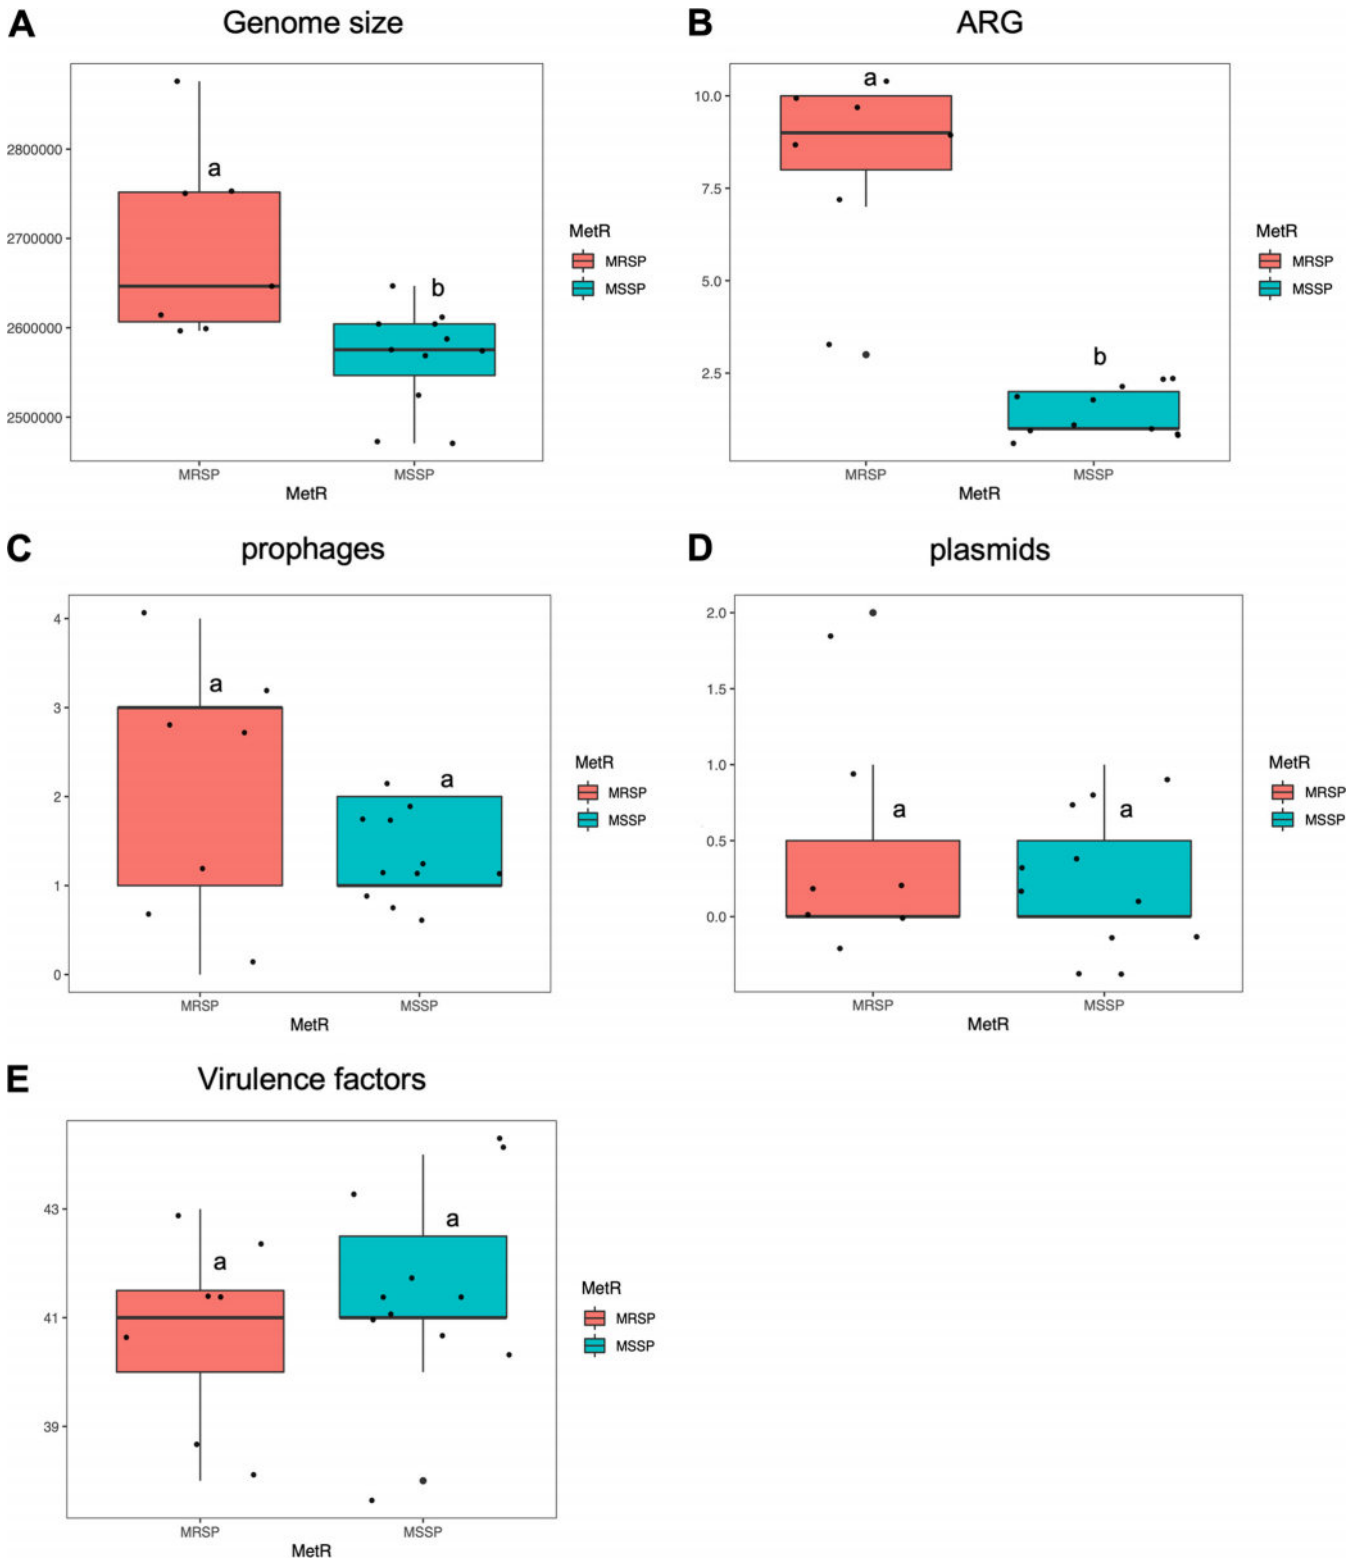 A Genome size
2800000
2700000
2600000
2500000
a
b
MRSP MSSP
MetR
MetR
MRSP
MSSP
B ARG
10.0
7.5
5.0
2.5
a
b
MRSP MSSP
MetR
MetR
MRSP
MSSP
C prophages
4
3
2
1
0
a
a
MRSP MSSP
MetR
MetR
MRSP
MSSP
D plasmids
2.0
1.5
1.0
0.5
0.0
a
a
MRSP MSSP
MetR
MetR
MRSP
MSSP
E Virulence factors
43
41
39
a
a
MRSP MSSP
MetR
MetR
MRSP
MSSP